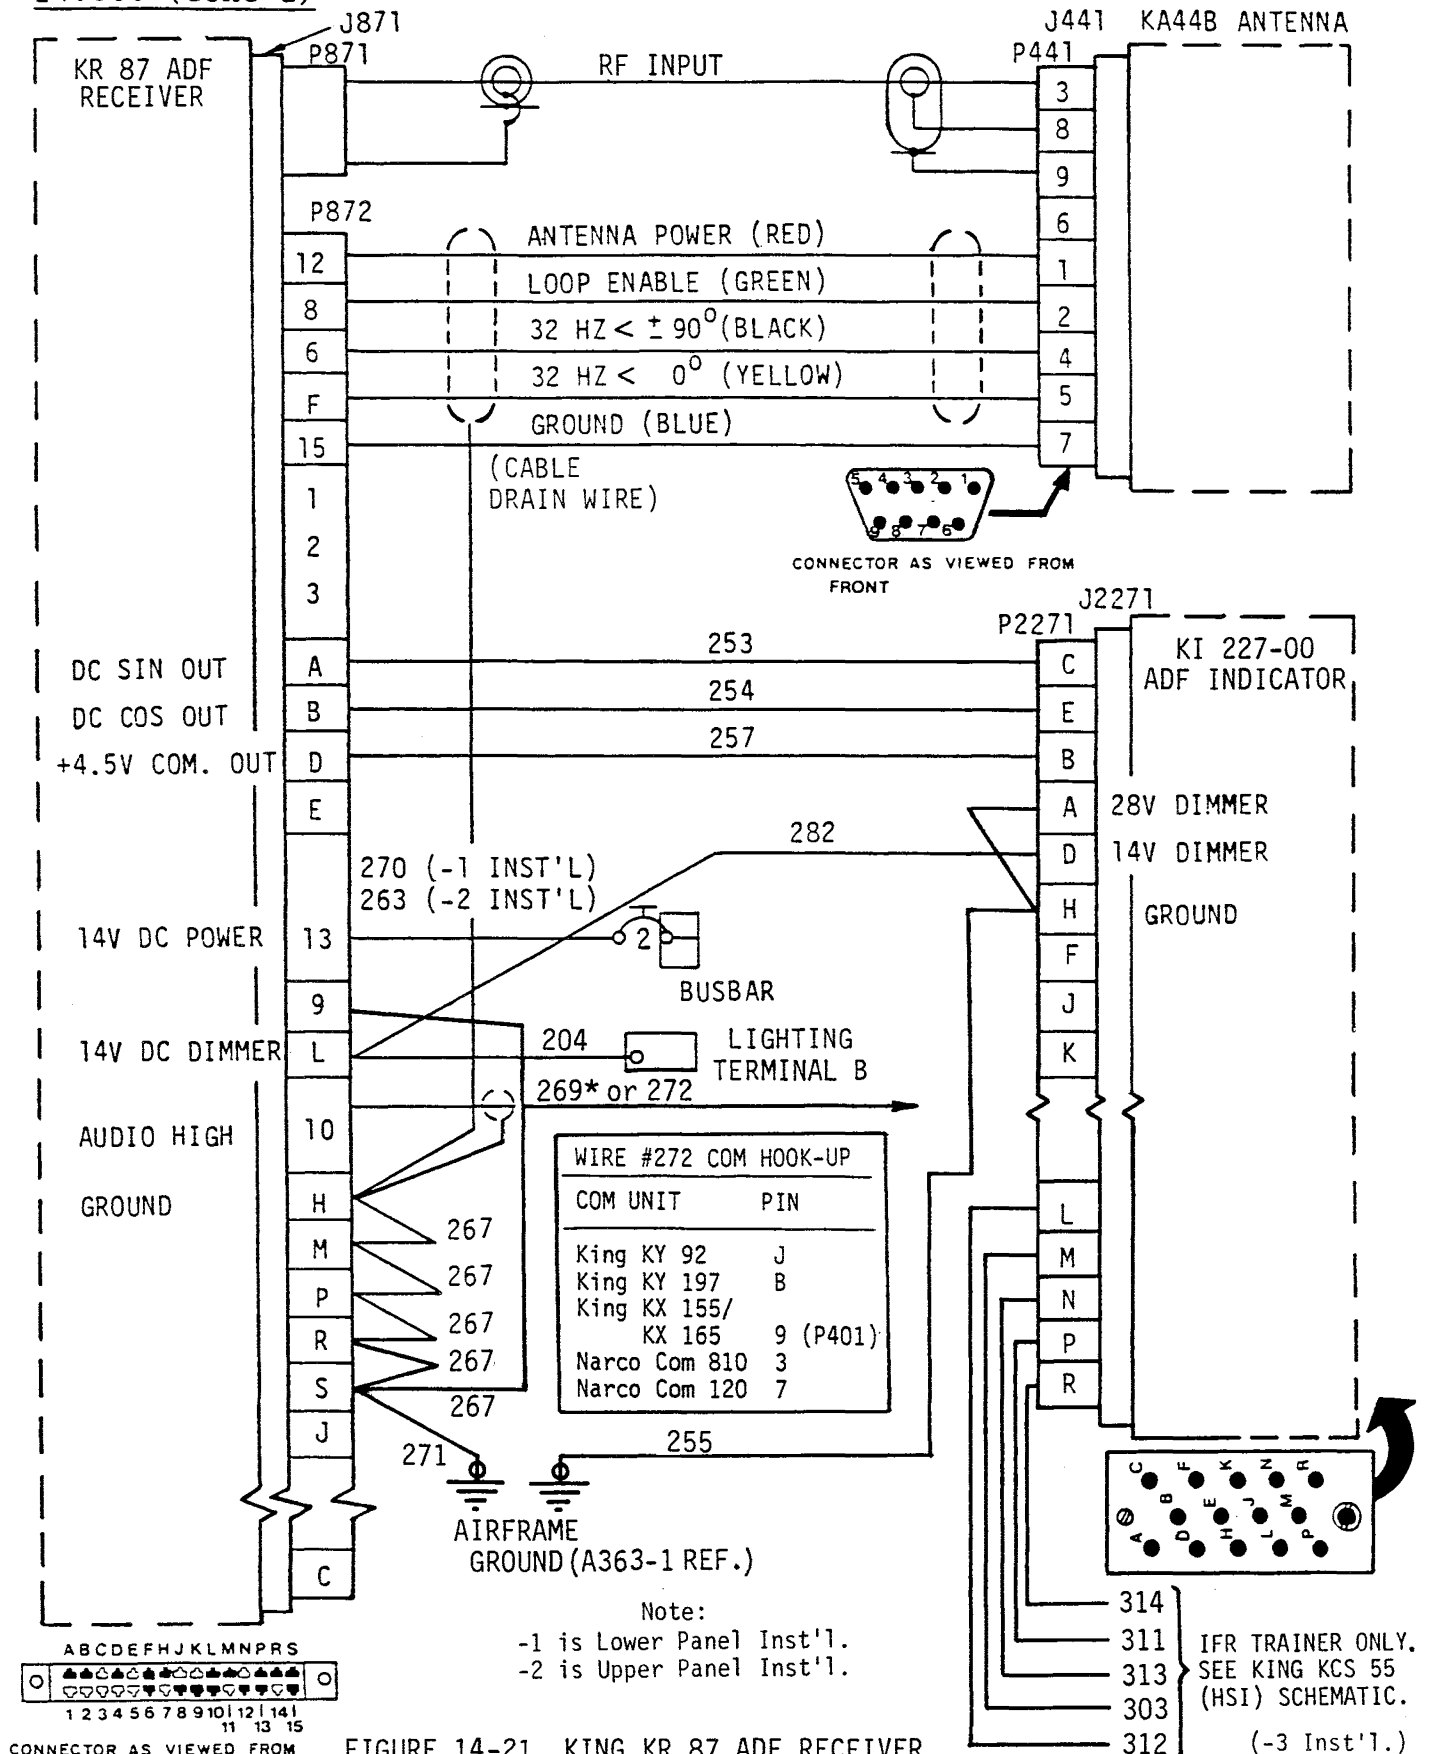 J871
J441 KA44B ANTENNA
P871
P441
KR 87 ADF
RECEIVER
RF INPUT
3
8
9
6
1
2
4
5
7
P872
12
8
6
F
15
1
2
3
A
B
D
E
13
9
L
10
H
M
P
R
S
J
C
ANTENNA POWER (RED)
LOOP ENABLE (GREEN)
32 HZ < ± 90° (BLACK)
32 HZ < 0° (YELLOW)
GROUND (BLUE)
(CABLE
DRAIN WIRE)
5 4 3 2 1
9 8 7 6
CONNECTOR AS VIEWED FROM
FRONT
J2271
P2271
KI 227-00
ADF INDICATOR
DC SIN OUT
DC COS OUT
+4.5V COM. OUT
253
254
257
C
E
B
A
D
H
F
J
K
L
M
N
P
R
28V DIMMER
14V DIMMER
GROUND
282
270 (-1 INST'L)
263 (-2 INST'L)
14V DC POWER
2
BUSBAR
14V DC DIMMER
204
LIGHTING
TERMINAL B
269* or 272
AUDIO HIGH
GROUND
267
267
267
267
267
271
WIRE #272 COM HOOK-UP
COM UNIT PIN
King KY 92 J
King KY 197 B
King KX 155/
KX 165 9 (P401)
Narco Com 810 3
Narco Com 120 7
255
AIRFRAME
GROUND (A363-1 REF.)
C F K N R
B E J M
A D H L P
Note:
-1 is Lower Panel Inst'l.
-2 is Upper Panel Inst'l.
314
311
313
303
312
IFR TRAINER ONLY.
SEE KING KCS 55
(HSI) SCHEMATIC.
(-3 Inst'l.)
A B C D E F H J K L M N P R S
1 2 3 4 5 6 7 8 9 10 12 14
11 13 15
CONNECTOR AS VIEWED FROM
FIGURE 14-21. KING KR 87 ADF RECEIVER